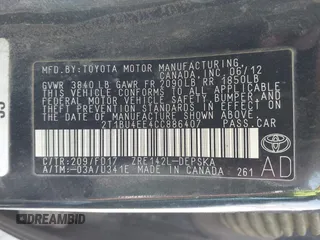 MFD.BY:TOYOTA MOTOR MANUFACTURING
CANADA,INC. 06/12
GVWR 3840 LB GAWR FR 2090LB RR 1850LB
THIS VEHICLE CONFORMS TO ALL APPLICABLE
FEDERAL MOTOR VEHICLE SAFETY, BUMPER,
AND THEFT PREVENTION STANDARDS IN
EFFECT ON THE DATE OF MANUFACTURE
SHOWN ABOVE.
2T1BU4EE4CC886407 PASS.CAR
C/TR:209/FD17 ZRE142L-DEPSKA
A/TM:-03A/U341E MADE IN CANADA 261
AD
DREAMBID